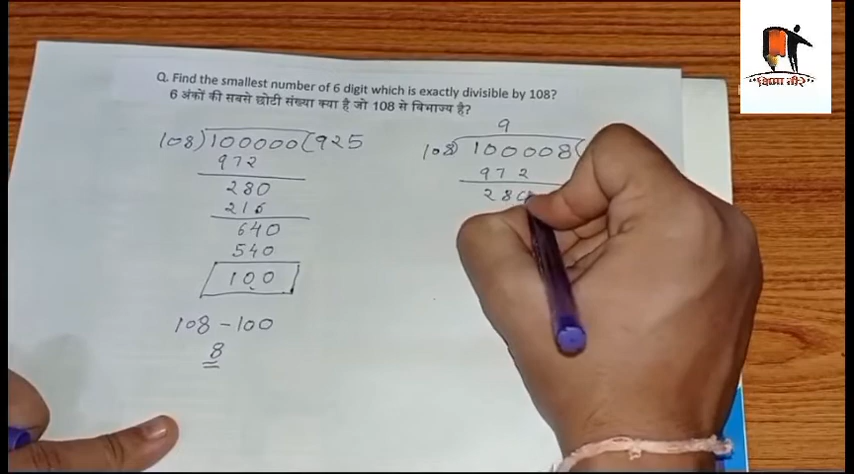 Q. Find the smallest number of 6 digit which is exactly divisible by 108?
6 अंकों की सबसे छोटी संख्या क्या है जो 108 से विभाज्य है?
108) 100000 (925
972
280
216
640
540
100
108 - 100
8
9
108) 100008 (
972
28